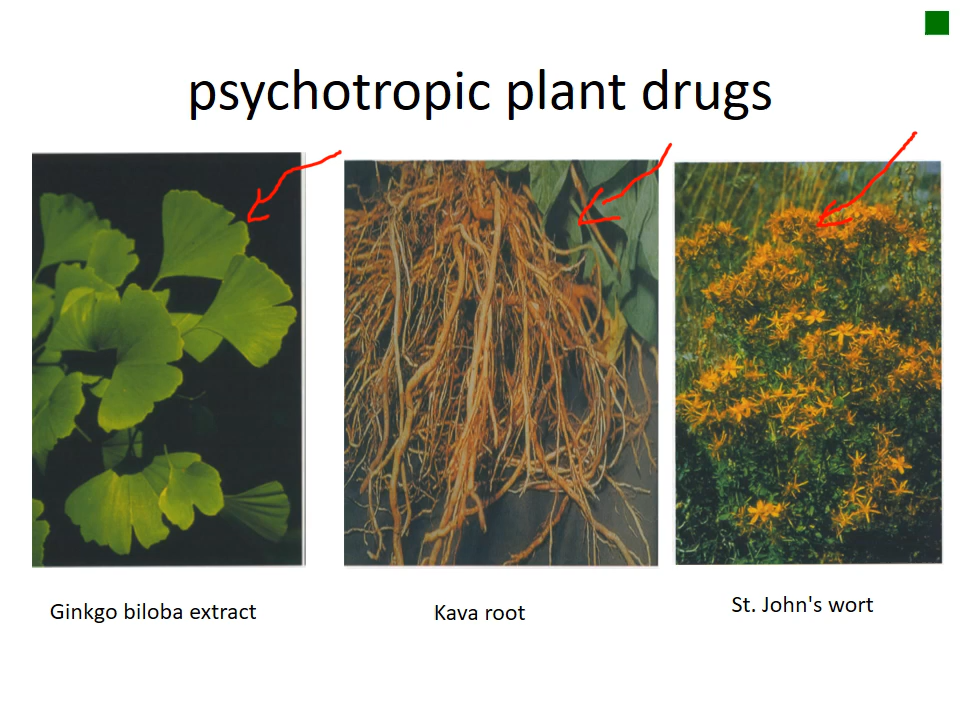 psychotropic plant drugs
Ginkgo biloba extract
Kava root
St. John's wort